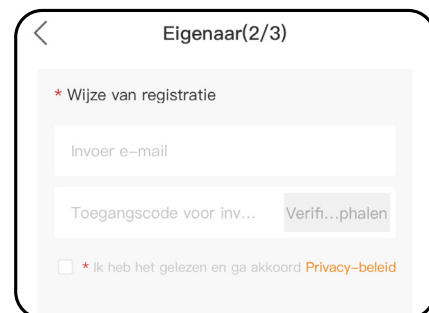 Eigenaar(2/3)
* Wijze van registratie
Invoer e-mail
Toegangscode voor inv... Verifi...phalen
* Ik heb het gelezen en ga akkoord Privacy-beleid